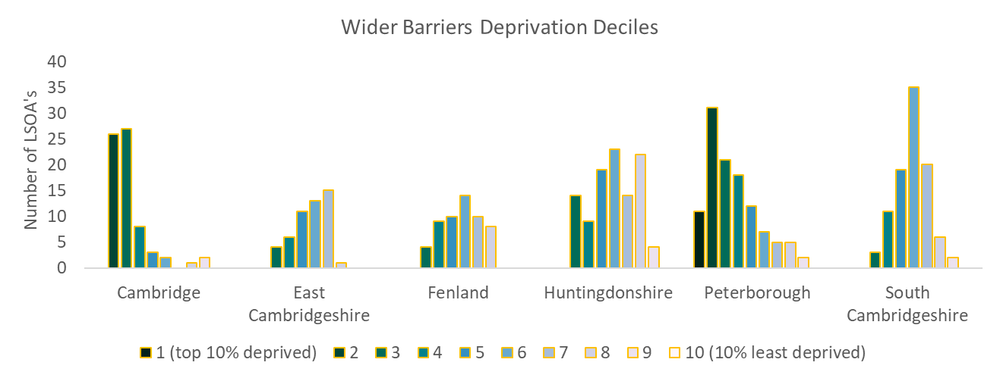 Wider Barriers Deprivation Deciles
Number of LSOA's
40
35
30
25
20
15
10
5
0
Cambridge
East
Cambridgeshire
Fenland
Huntingdonshire
Peterborough
South
Cambridgeshire
1 (top 10% deprived) 2 3 4 5 6 7 8 9 10 (10% least deprived)